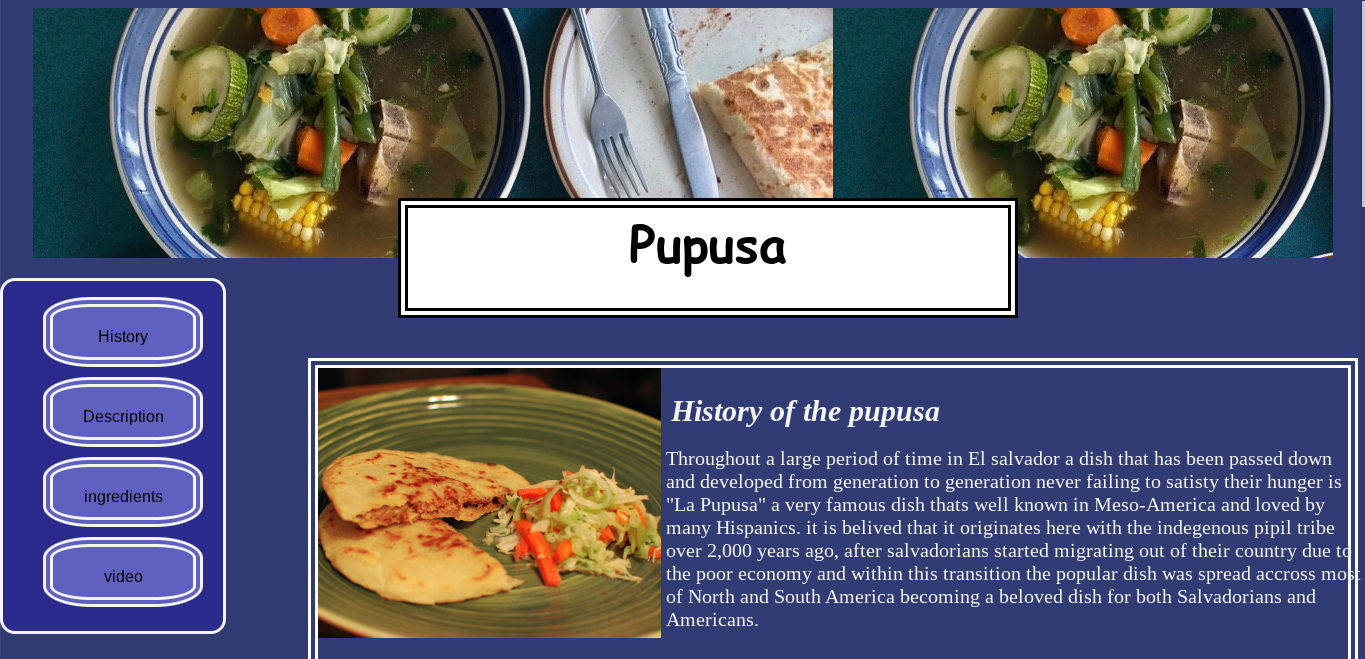 Pupusa
History
Description
ingredients
video
History of the pupusa
Throughout a large period of time in El salvador a dish that has been passed down
and developed from generation to generation never failing to satisty their hunger is
"La Pupusa" a very famous dish thats well known in Meso-America and loved by
many Hispanics. it is belived that it originates here with the indegenous pipil tribe
over 2,000 years ago, after salvadorians started migrating out of their country due to
the poor economy and within this transition the popular dish was spread accross most
of North and South America becoming a beloved dish for both Salvadorians and
Americans.